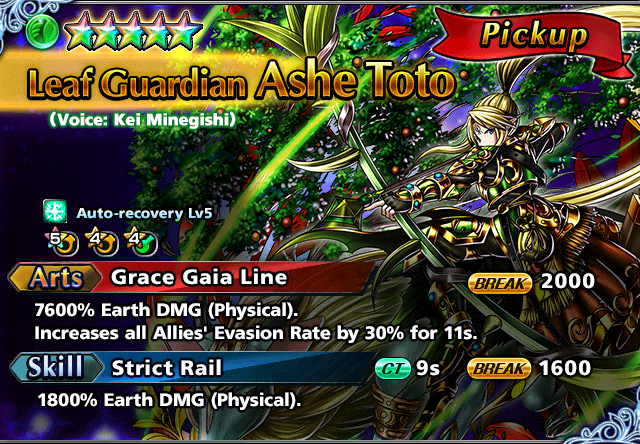 Pickup
Leaf Guardian Ashe Toto
(Voice: Kei Minegishi)
Auto-recovery Lv5
5 4 4
Arts Grace Gaia Line BREAK 2000
7600% Earth DMG (Physical).
Increases all Allies' Evasion Rate by 30% for 11s.
Skill Strict Rail CT 9s BREAK 1600
1800% Earth DMG (Physical).